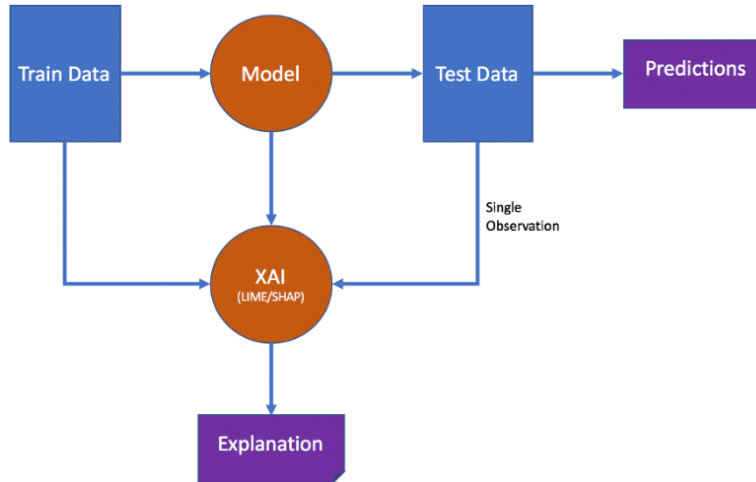 Train Data
Model
Test Data
Predictions
Single
Observation
XAI
(LIME/SHAP)
Explanation